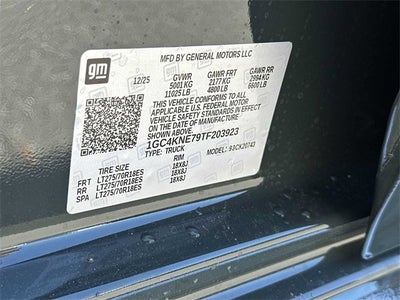 gm
MFD BY GENERAL MOTORS LLC
12/25 GVWR GAWR FRT GAWR RR
5001 KG 2177 KG 2994 KG
11025 LB 4800 LB 6600 LB
THIS VEHICLE CONFORMS TO ALL APPLICABLE
U.S. FEDERAL MOTOR
VEHICLE SAFETY STANDARDS IN EFFECT ON
THE DATE OF MANUFACTURE
SHOWN ABOVE.
1GC4KNE79TF203923
TYPE: TRUCK MODEL: 93CK20743
TIRE SIZE RIM
FRT LT275/70R18ES 18X8J
RR LT275/70R18ES 18X8J
SPA LT275/70R18ES 18X8J